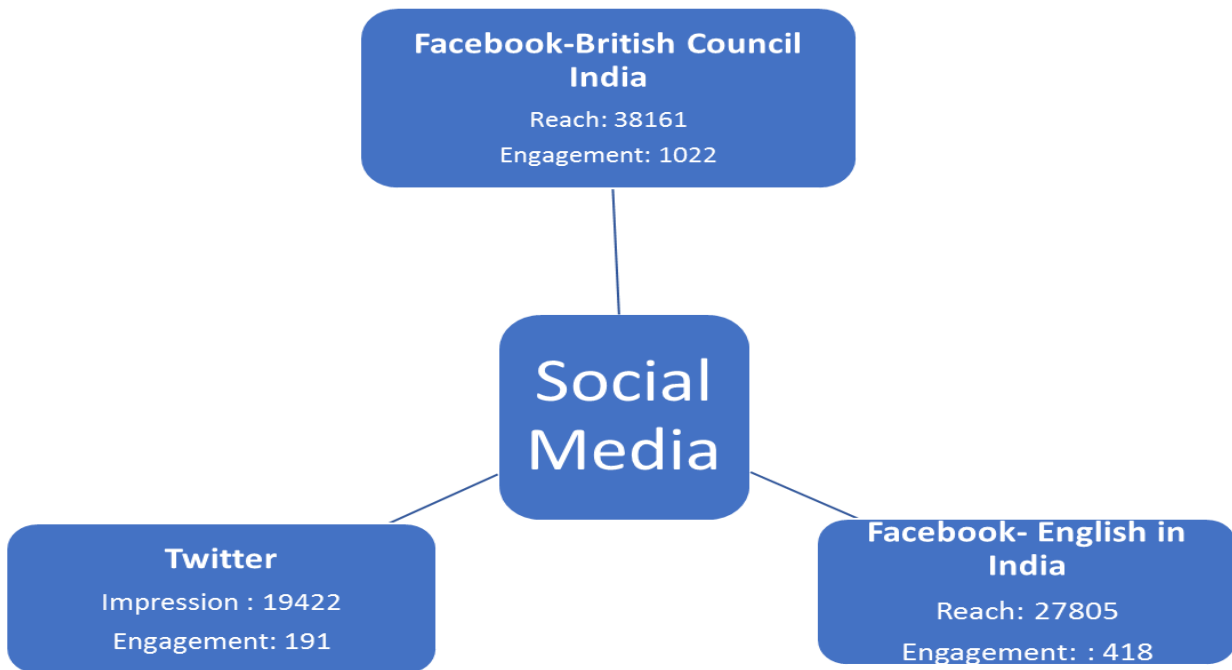 Facebook-British Council
India
Reach: 38161
Engagement: 1022
Social
Media
Twitter
Impression : 19422
Engagement: 191
Facebook- English in
India
Reach: 27805
Engagement: : 418